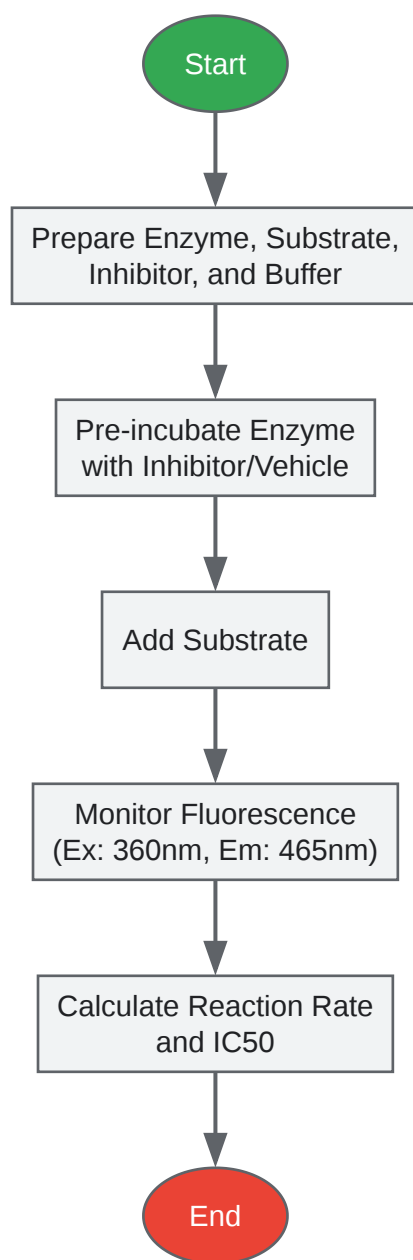 Start
Prepare Enzyme, Substrate,
Inhibitor, and Buffer
Pre-incubate Enzyme
with Inhibitor/Vehicle
Add Substrate
Monitor Fluorescence
(Ex: 360nm, Em: 465nm)
Calculate Reaction Rate
and IC50
End